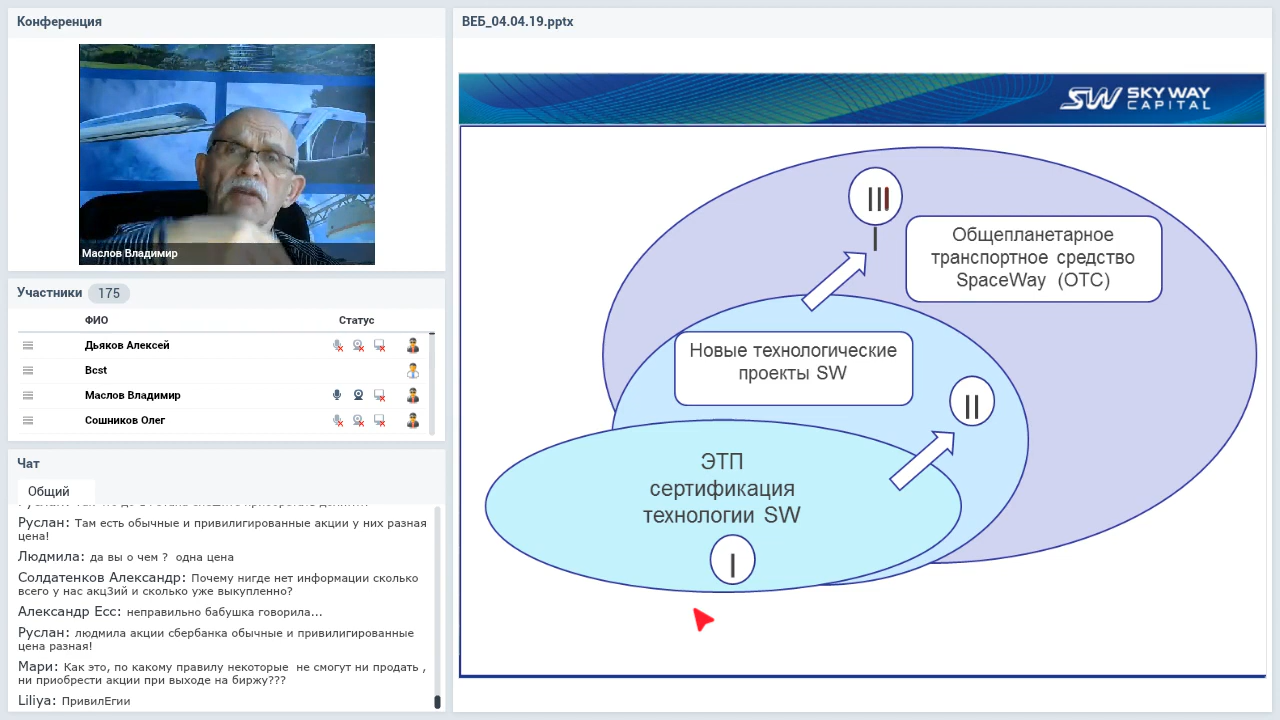 Конференция
Маслов Владимир
Участники 175
ФИО Статус
Дьяков Алексей
Bcst
Маслов Владимир
Сошников Олег
Чат
Общий
Руслан: Там есть обычные и привилигированные акции у них разная
цена!
Людмила: да вы о чем ? одна цена
Солдатенков Александр: Почему нигде нет информации сколько
всего у нас акцЗий и сколько уже выкупленно?
Александр Есс: неправильно бабушка говорила...
Руслан: людмила акции сбербанка обычные и привилигированные
цена разная!
Мари: Как это, по какому правилу некоторые не смогут ни продать ,
ни приобрести акции при выходе на биржу???
Liliya: ПривилЕгии
ВЕБ_04.04.19.pptx
SW SKY WAY
CAPITAL
III
I
Общепланетарное
транспортное средство
SpaceWay (ОТС)
Новые технологические
проекты SW
II
ЭТП
сертификация
технологии SW
I